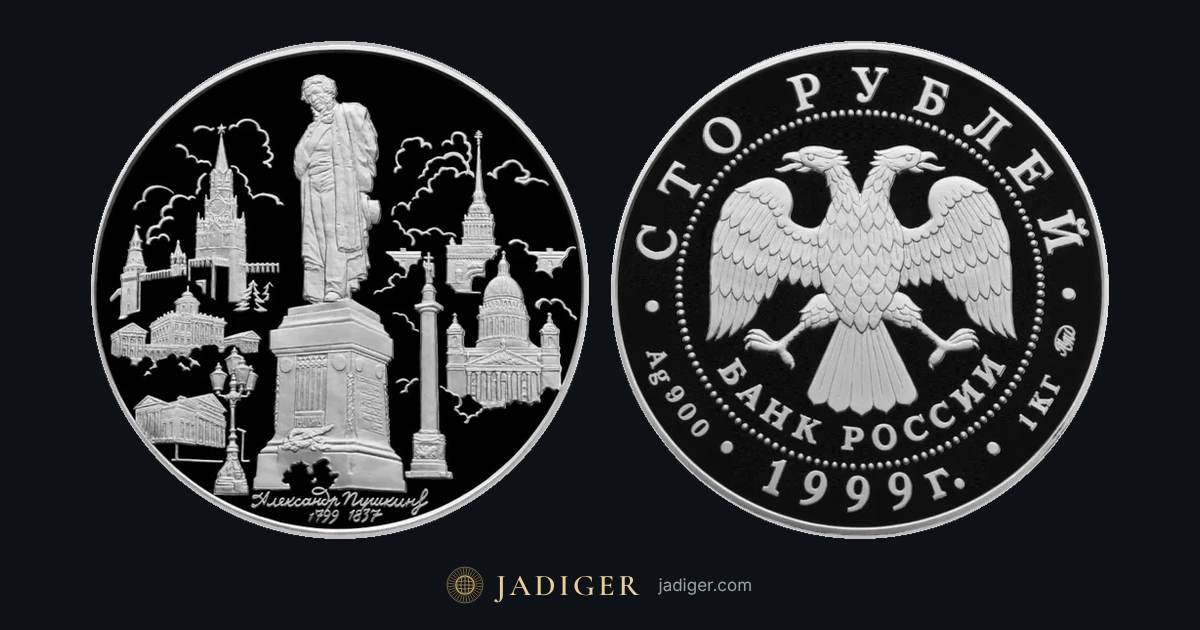 Александр Пушкинъ
1799 1837
СТО РУБЛЕЙ
БАНК РОССИИ
Ag 900
1 КГ
1999 г.
JADIGER jadiger.com